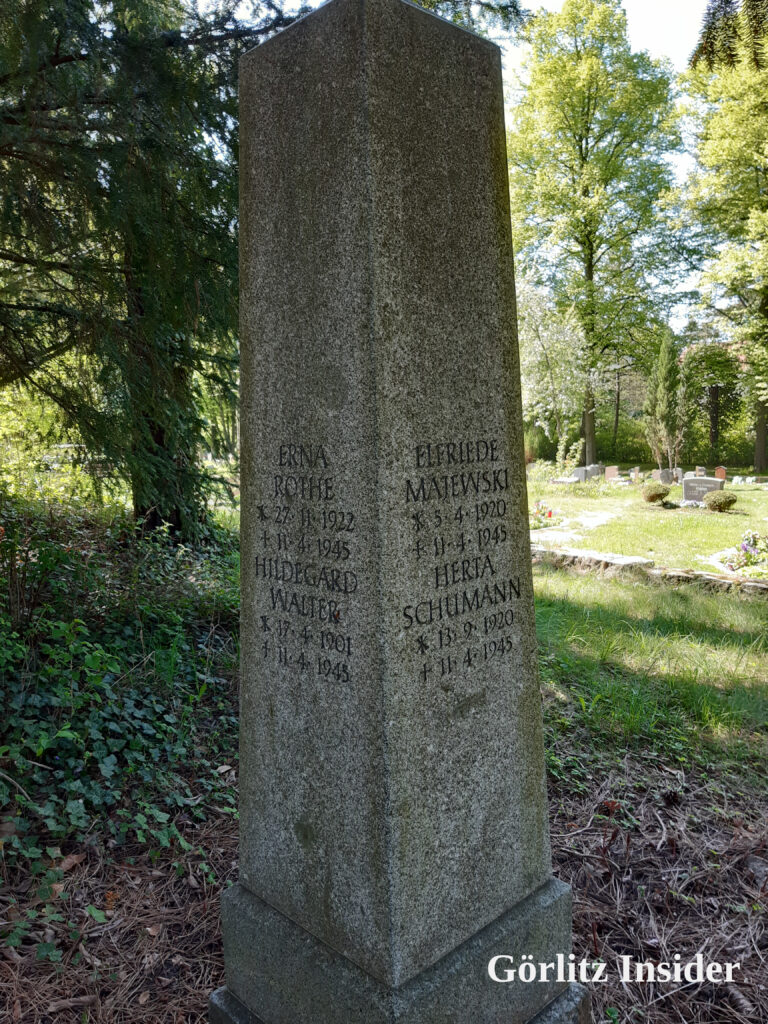 ERNA
ROTHE
* 27·11·1922
† 11·4·1945
HILDEGARD
WALTER
* 17·4·1901
† 11·4·1945
ELFRIEDE
MAJEWSKI
* 5·4·1920
† 11·4·1945
HERTA
SCHUMANN
* 13·9·1920
† 11·4·1945
Görlitz Insider